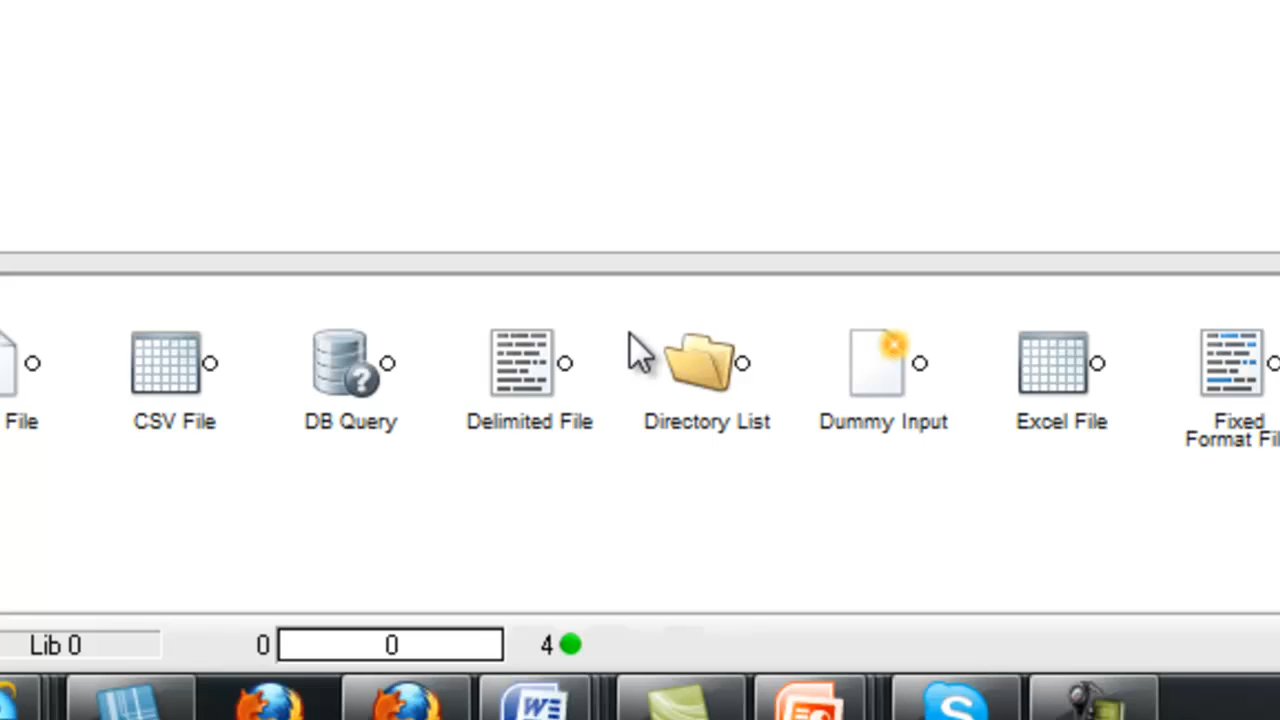 File
CSV File
DB Query
Delimited File
Directory List
Dummy Input
Excel File
Fixed
Format Fil
Lib 0
0
0
4